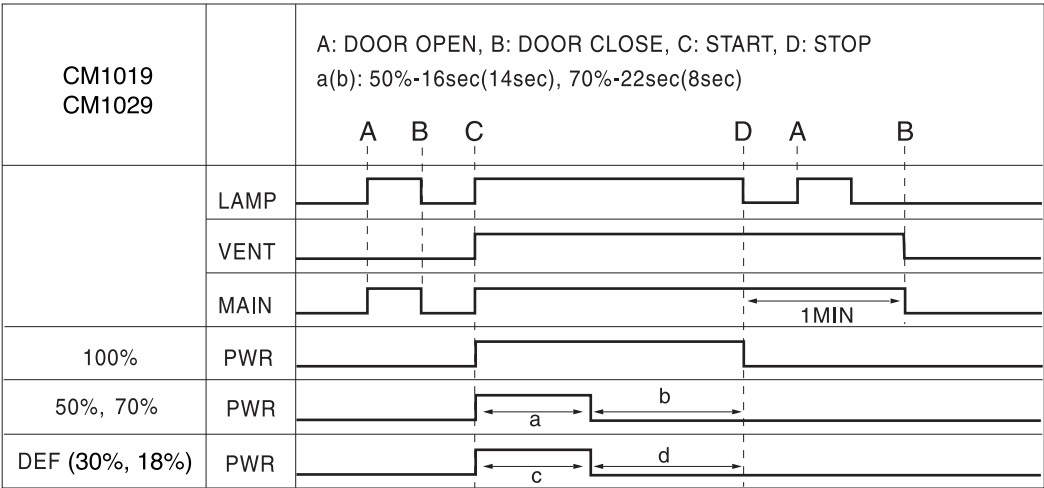 CM1019
CM1029
A: DOOR OPEN, B: DOOR CLOSE, C: START, D: STOP
a(b): 50%-16sec(14sec), 70%-22sec(8sec)
A B C D A B
LAMP
VENT
MAIN
1MIN
100% PWR
50%, 70% PWR a b
DEF (30%, 18%) PWR c d